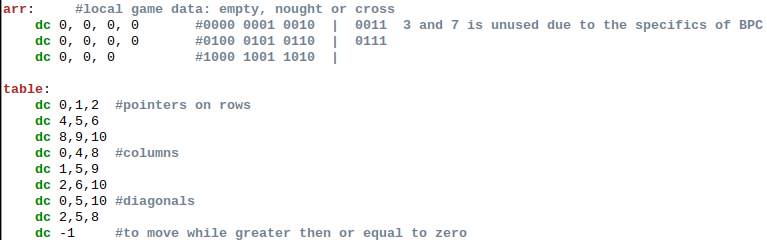 arr:     #local game data: empty, nought or cross
    dc 0, 0, 0, 0       #0000 0001 0010  |  0011  3 and 7 is unused due to the specifics of BPC
    dc 0, 0, 0, 0       #0100 0101 0110  |  0111
    dc 0, 0, 0          #1000 1001 1010  |
table:
    dc 0,1,2  #pointers on rows
    dc 4,5,6
    dc 8,9,10
    dc 0,4,8  #columns
    dc 1,5,9
    dc 2,6,10
    dc 0,5,10 #diagonals
    dc 2,5,8
    dc -1     #to move while greater then or equal to zero